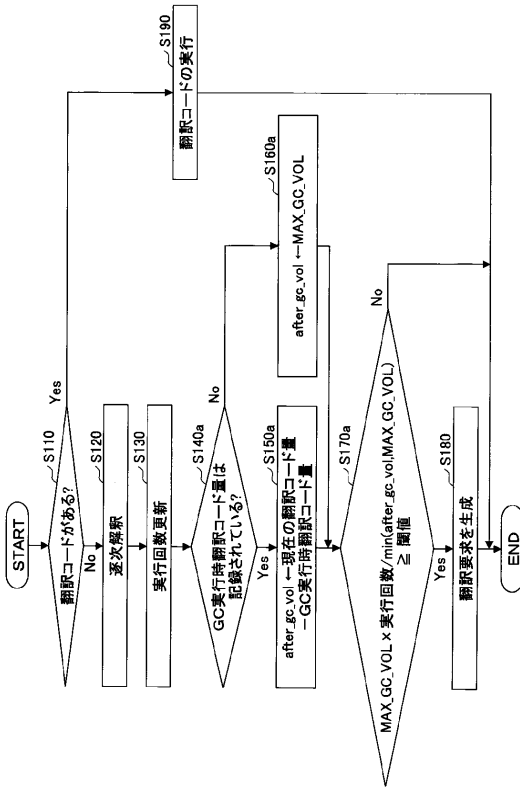 START
S110
翻訳コードがある?
Yes
No
S120
逐次解釈
S130
実行回数更新
S140a
GC実行時翻訳コード量は
記録されている?
No
Yes
S150a
after_gc_vol ←現在の翻訳コード量
-GC実行時翻訳コード量
S160a
after_gc_vol ←MAX_GC_VOL
S170a
MAX_GC_VOL × 実行回数/min(after_gc_vol,MAX_GC_VOL)
≧ 閾値
No
Yes
S180
翻訳要求を生成
S190
翻訳コードの実行
END